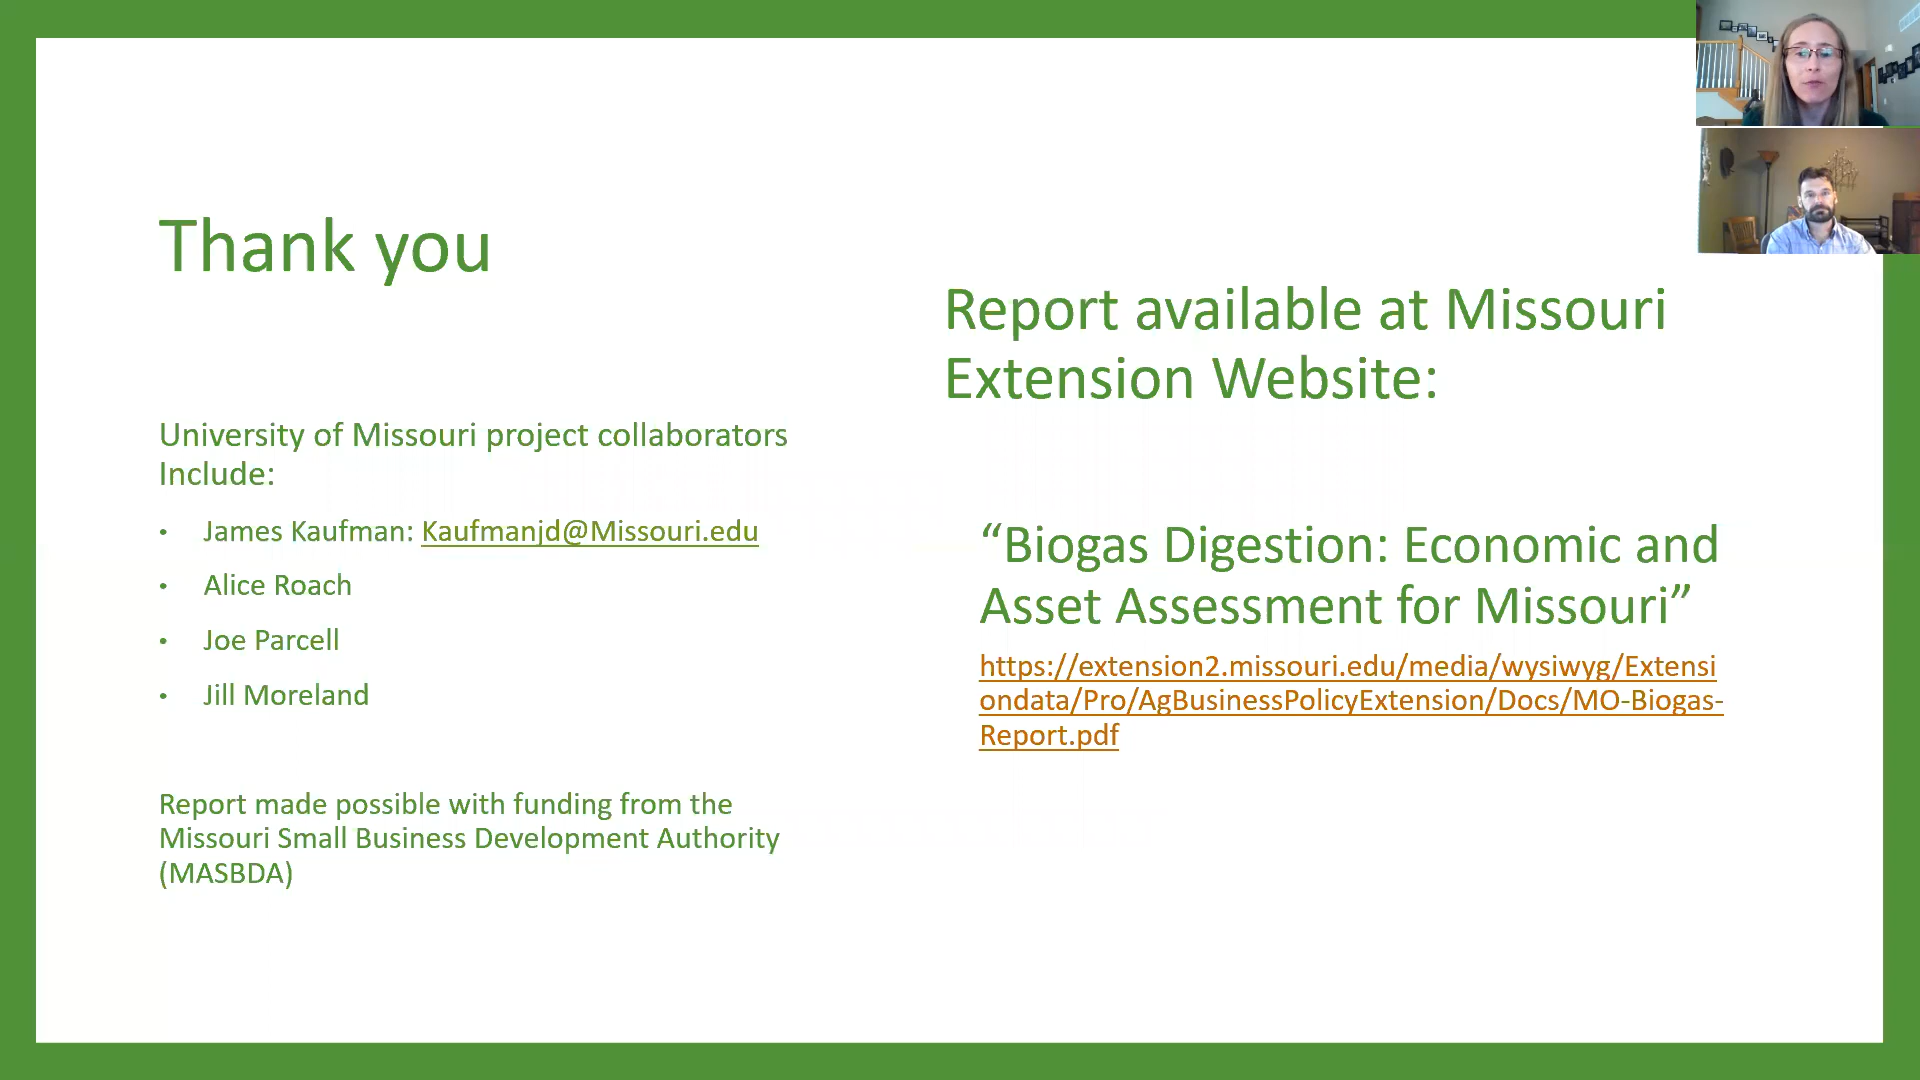 Thank you
University of Missouri project collaborators
Include:
• James Kaufman: Kaufmanjd@Missouri.edu
• Alice Roach
• Joe Parcell
• Jill Moreland
Report made possible with funding from the
Missouri Small Business Development Authority
(MASBDA)
Report available at Missouri
Extension Website:
“Biogas Digestion: Economic and
Asset Assessment for Missouri”
https://extension2.missouri.edu/media/wysiwyg/Extensi
ondata/Pro/AgBusinessPolicyExtension/Docs/MO-Biogas-
Report.pdf